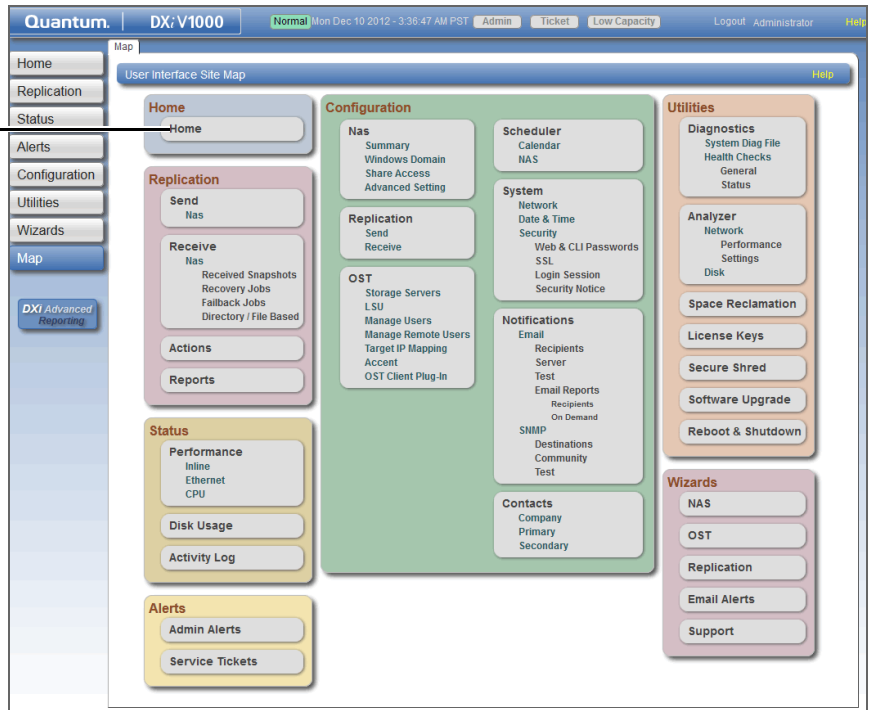 Quantum. DXi V1000 Normal Mon Dec 10 2012 - 3:36:47 AM PST Admin Ticket Low Capacity Logout Administrator Help
Map
Home
Replication
Status
Alerts
Configuration
Utilities
Wizards
Map
DXi Advanced
Reporting
User Interface Site Map Help
Home
Home
Replication
Send
Nas
Receive
Nas
Received Snapshots
Recovery Jobs
Failback Jobs
Directory / File Based
Actions
Reports
Status
Performance
Inline
Ethernet
CPU
Disk Usage
Activity Log
Alerts
Admin Alerts
Service Tickets
Configuration
Nas
Summary
Windows Domain
Share Access
Advanced Setting
Replication
Send
Receive
OST
Storage Servers
LSU
Manage Users
Manage Remote Users
Target IP Mapping
Accent
OST Client Plug-In
Scheduler
Calendar
NAS
System
Network
Date & Time
Security
Web & CLI Passwords
SSL
Login Session
Security Notice
Notifications
Email
Recipients
Server
Test
Email Reports
Recipients
On Demand
SNMP
Destinations
Community
Test
Contacts
Company
Primary
Secondary
Utilities
Diagnostics
System Diag File
Health Checks
General
Status
Analyzer
Network
Performance
Settings
Disk
Space Reclamation
License Keys
Secure Shred
Software Upgrade
Reboot & Shutdown
Wizards
NAS
OST
Replication
Email Alerts
Support